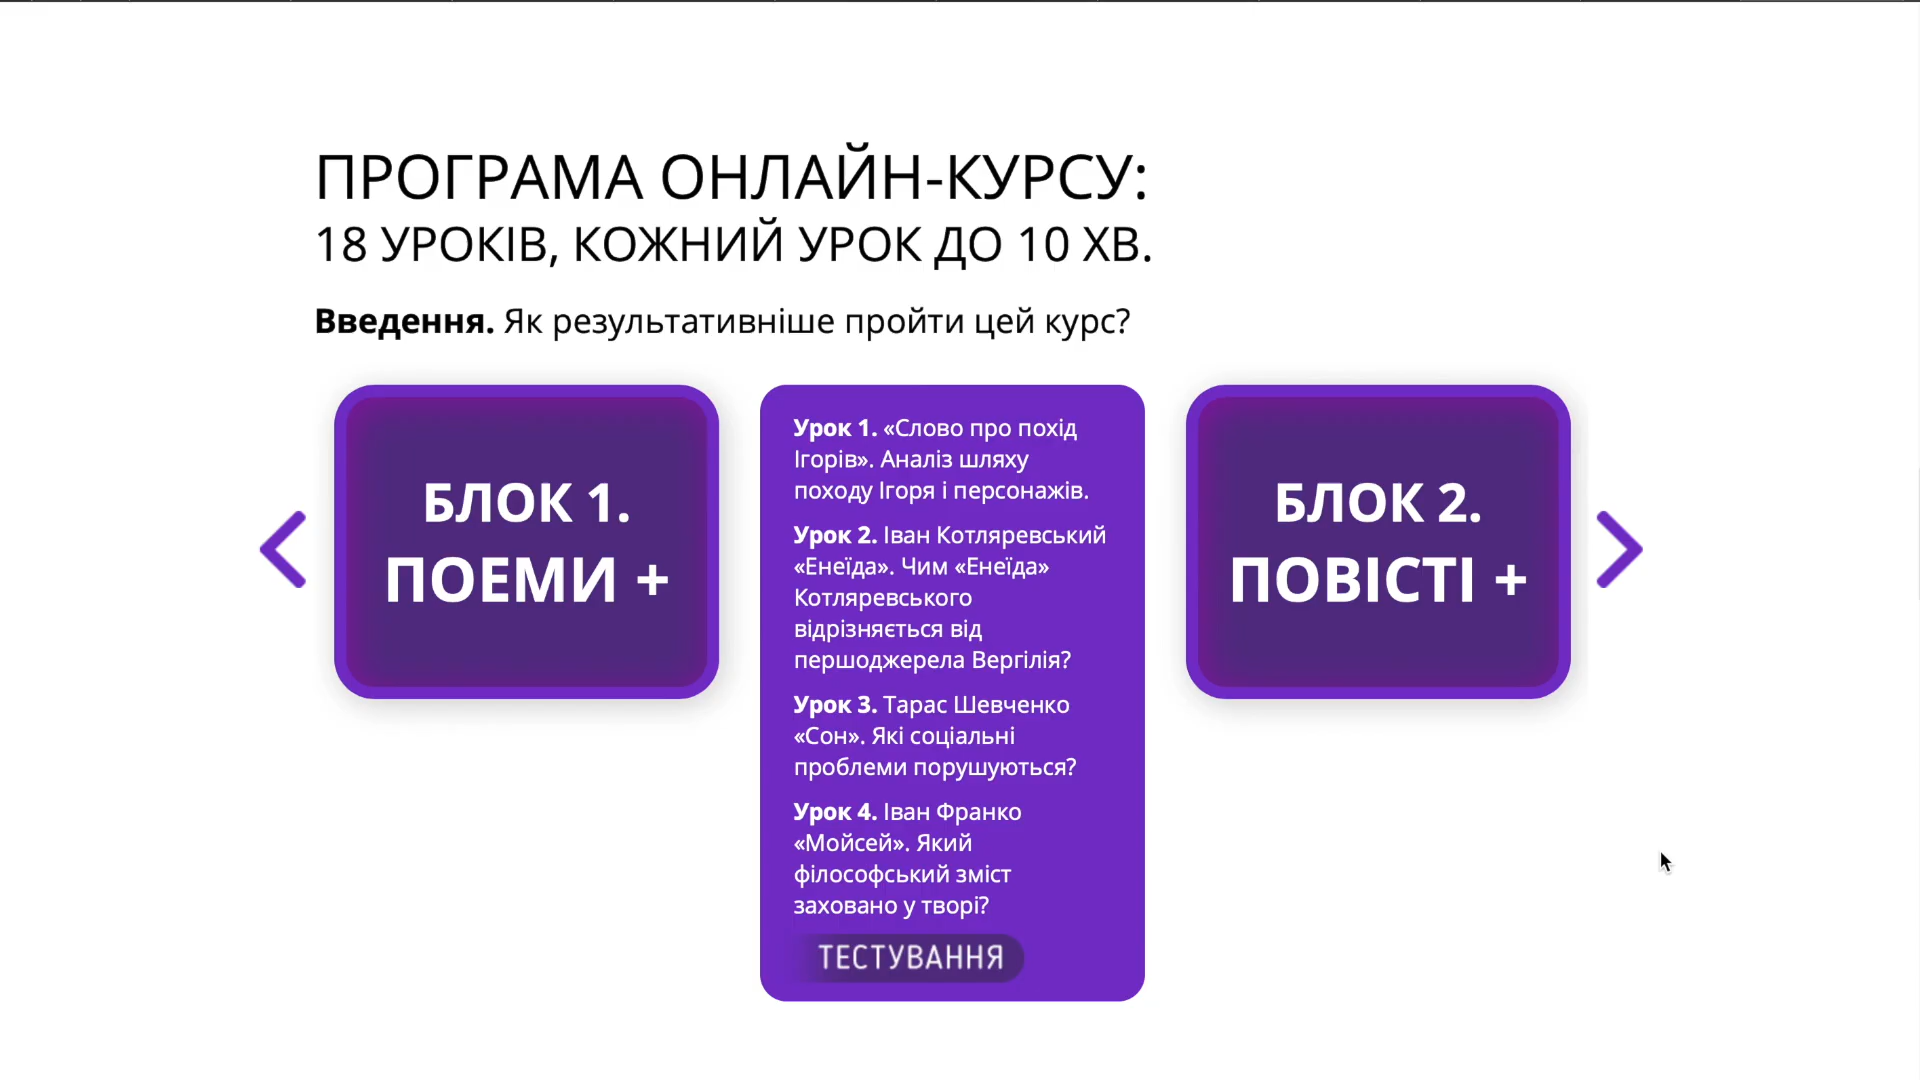 ПРОГРАМА ОНЛАЙН-КУРСУ:
18 УРОКІВ, КОЖНИЙ УРОК ДО 10 ХВ.
Введення. Як результативніше пройти цей курс?
БЛОК 1.
ПОЕМИ +
Урок 1. «Слово про похід
Ігорів». Аналіз шляху
походу Ігоря і персонажів.
Урок 2. Іван Котляревський
«Енеїда». Чим «Енеїда»
Котляревського
відрізняється від
першоджерела Вергілія?
Урок 3. Тарас Шевченко
«Сон». Які соціальні
проблеми порушуються?
Урок 4. Іван Франко
«Мойсей». Який
філософський зміст
заховано у творі?
ТЕСТУВАННЯ
БЛОК 2.
ПОВІСТІ +